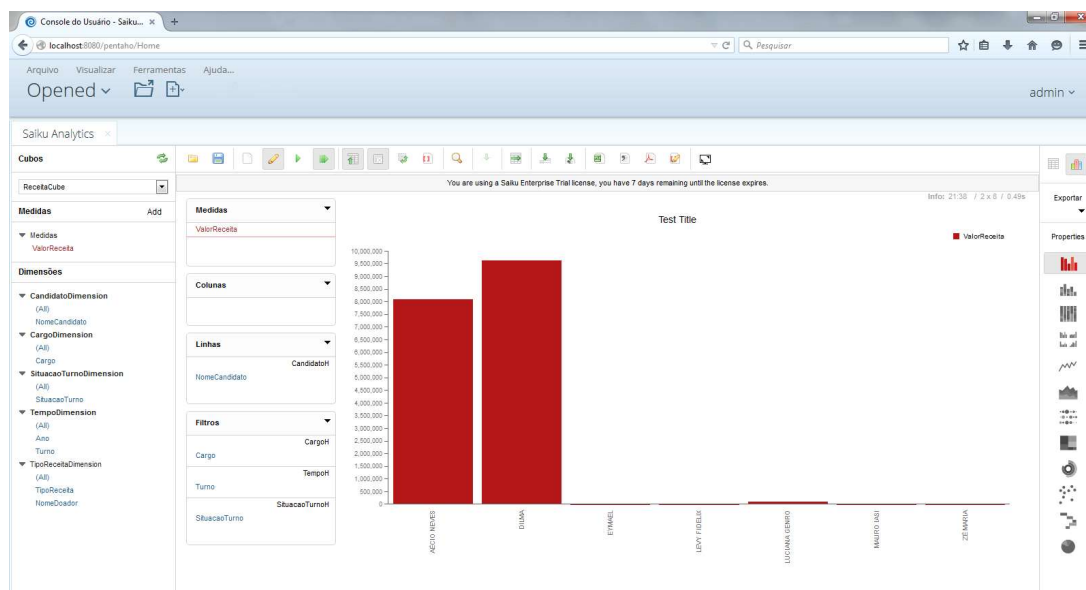 Console do Usuário - Saiku...
localhost:8080/pentaho/Home
Pesquisar
Arquivo Visualizar Ferramentas Ajuda...
Opened
admin
Saiku Analytics
Cubos
ReceitaCube
Medidas Add
Medidas
ValorReceita
Dimensões
CandidatoDimension
(All)
NomeCandidato
CargoDimension
(All)
Cargo
SituacaoTurnoDimension
(All)
SituacaoTurno
TempoDimension
(All)
Ano
Turno
TipoReceitaDimension
(All)
TipoReceita
NomeDoador
You are using a Saiku Enterprise Trial license, you have 7 days remaining until the license expires.
Info: 21:38 / 2 x 8 / 0.49s
Medidas
ValorReceita
Colunas
Linhas
CandidatoH
NomeCandidato
Filtros
CargoH
Cargo
TempoH
Turno
SituacaoTurnoH
SituacaoTurno
Test Title
ValorReceita
10,000,000
9,500,000
9,000,000
8,500,000
8,000,000
7,500,000
7,000,000
6,500,000
6,000,000
5,500,000
5,000,000
4,500,000
4,000,000
3,500,000
3,000,000
2,500,000
2,000,000
1,500,000
1,000,000
500,000
0
AÉCIO NEVES
DILMA
EYMAEL
LEVY FIDELIX
LUCIANA GENRO
MAURO IASI
ZÉ MARIA
Exportar
Properties